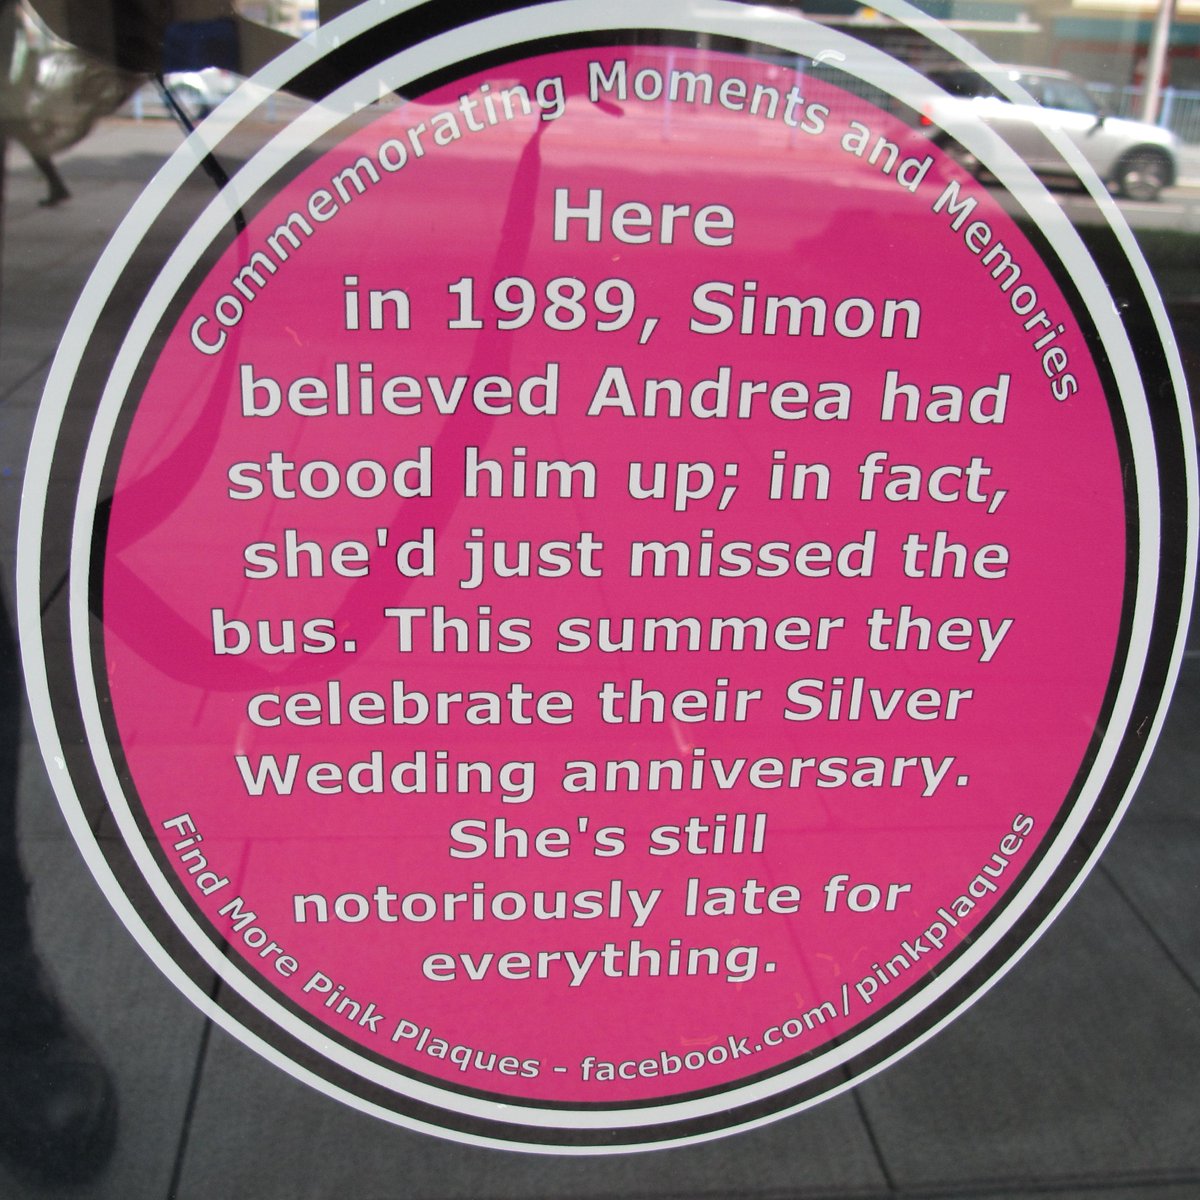 Commemorating Moments and Memories
Here
in 1989, Simon
believed Andrea had
stood him up; in fact,
she'd just missed the
bus. This summer they
celebrate their Silver
Wedding anniversary.
She's still
notoriously late for
everything.
Find More Pink Plaques - facebook.com/pinkplaques